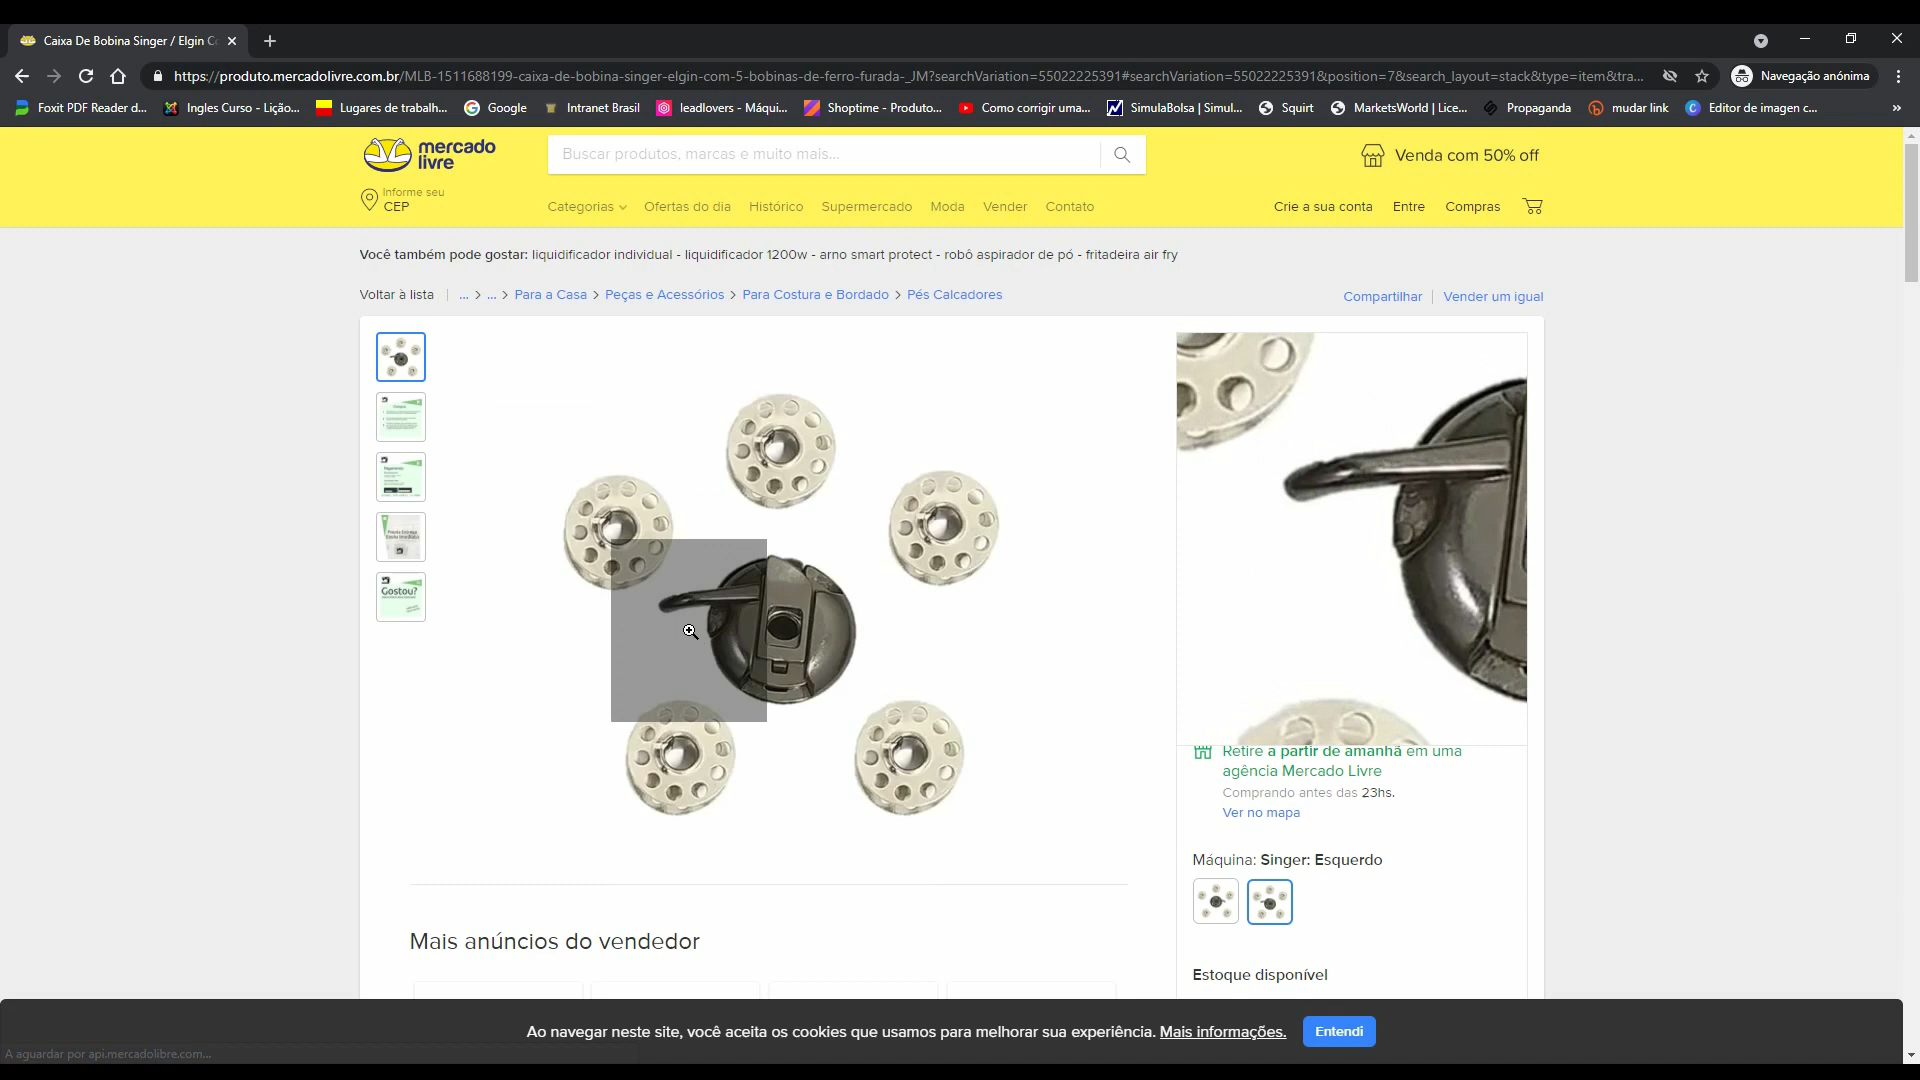 Caixa De Bobina Singer / Elgin Co
https://produto.mercadolivre.com.br/MLB-1511688199-caixa-de-bobina-singer-elgin-com-5-bobinas-de-ferro-furada-_JM?searchVariation=55022225391#searchVariation=55022225391&position=7&search_layout=stack&type=item&tra...
Navegação anónima
Foxit PDF Reader d...
Ingles Curso - Lição...
Lugares de trabalh...
Google
Intranet Brasil
leadlovers - Máqui...
Shoptime - Produto...
Como corrigir uma...
SimulaBolsa | Simul...
Squirt
MarketsWorld | Lice...
Propaganda
mudar link
Editor de imagen c...
mercado
livre
Buscar produtos, marcas e muito mais...
Venda com 50% off
Informe seu
CEP
Categorias
Ofertas do dia
Histórico
Supermercado
Moda
Vender
Contato
Crie a sua conta
Entre
Compras
Você também pode gostar: liquidificador individual - liquidificador 1200w - arno smart protect - robô aspirador de pó - fritadeira air fry
Voltar à lista | ... > ... > Para a Casa > Peças e Acessórios > Para Costura e Bordado > Pés Calcadores
Compartilhar | Vender um igual
Gostou?
Retire a partir de amanhã em uma
agência Mercado Livre
Comprando antes das 23hs.
Ver no mapa
Máquina: Singer: Esquerdo
Mais anúncios do vendedor
Estoque disponível
Ao navegar neste site, você aceita os cookies que usamos para melhorar sua experiência. Mais informações.
Entendi
A aguardar por api.mercadolibre.com...